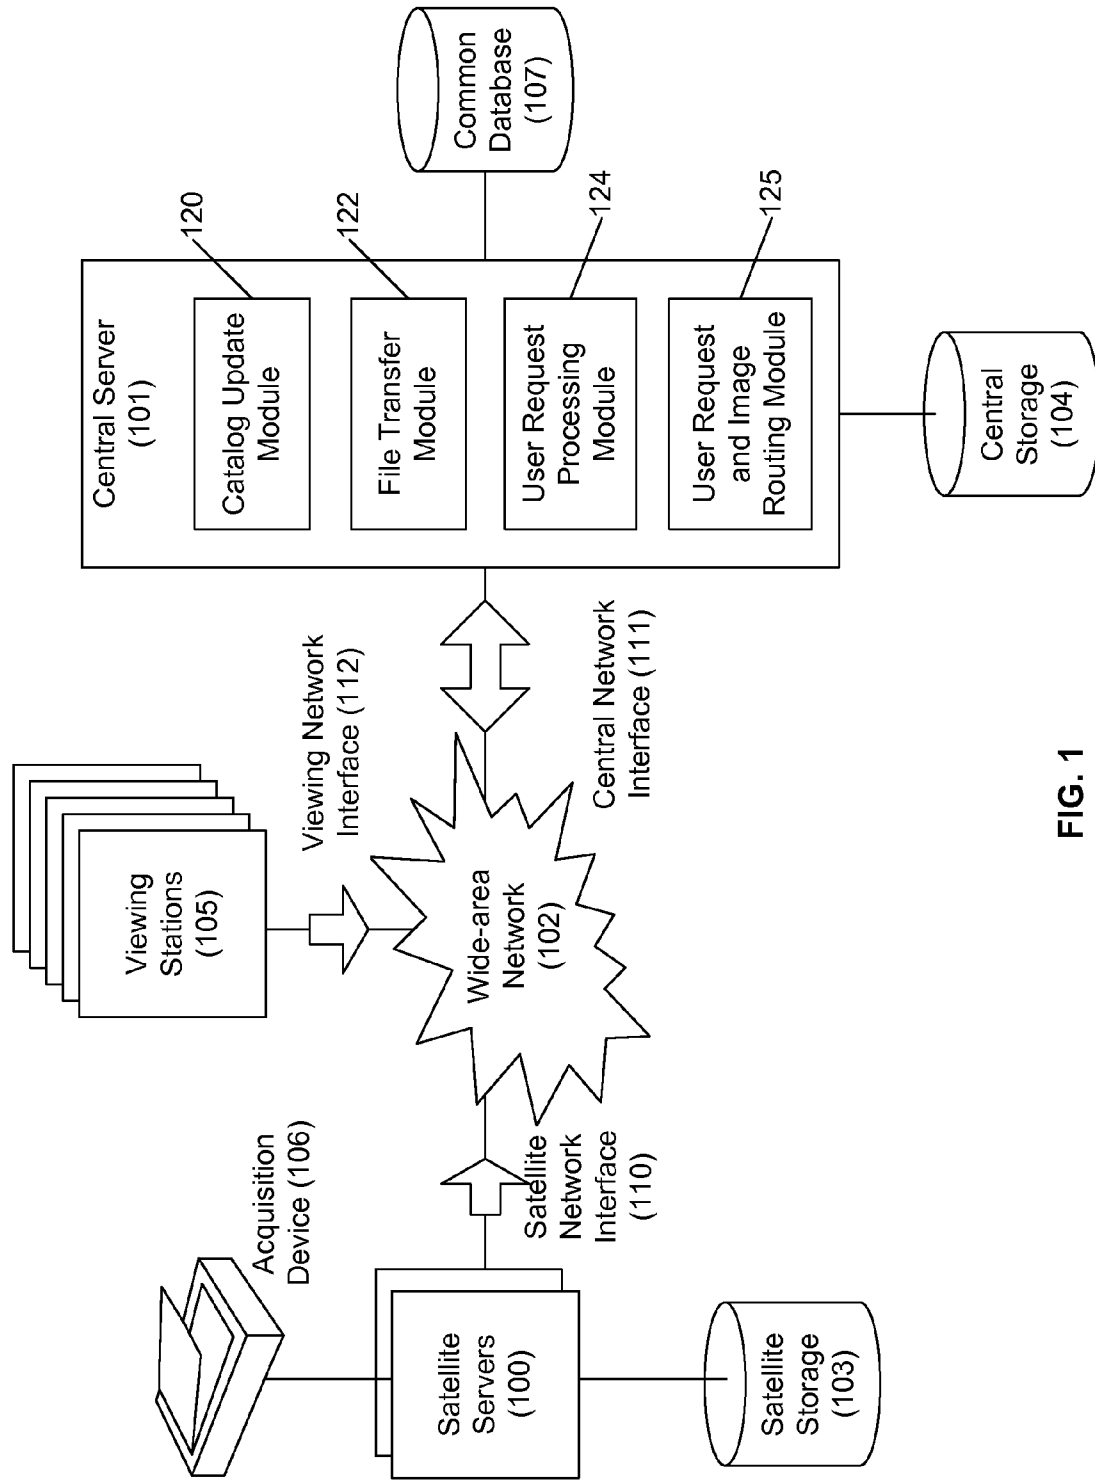 Acquisition
Device (106)
Satellite
Servers
(100)
Satellite
Storage
(103)
Satellite
Network
Interface
(110)
Viewing
Stations
(105)
Viewing Network
Interface (112)
Wide-area
Network
(102)
Central Network
Interface (111)
Central Server
(101)
Catalog Update
Module
120
File Transfer
Module
122
User Request
Processing
Module
124
User Request
and Image
Routing Module
125
Common
Database
(107)
Central
Storage
(104)
FIG. 1